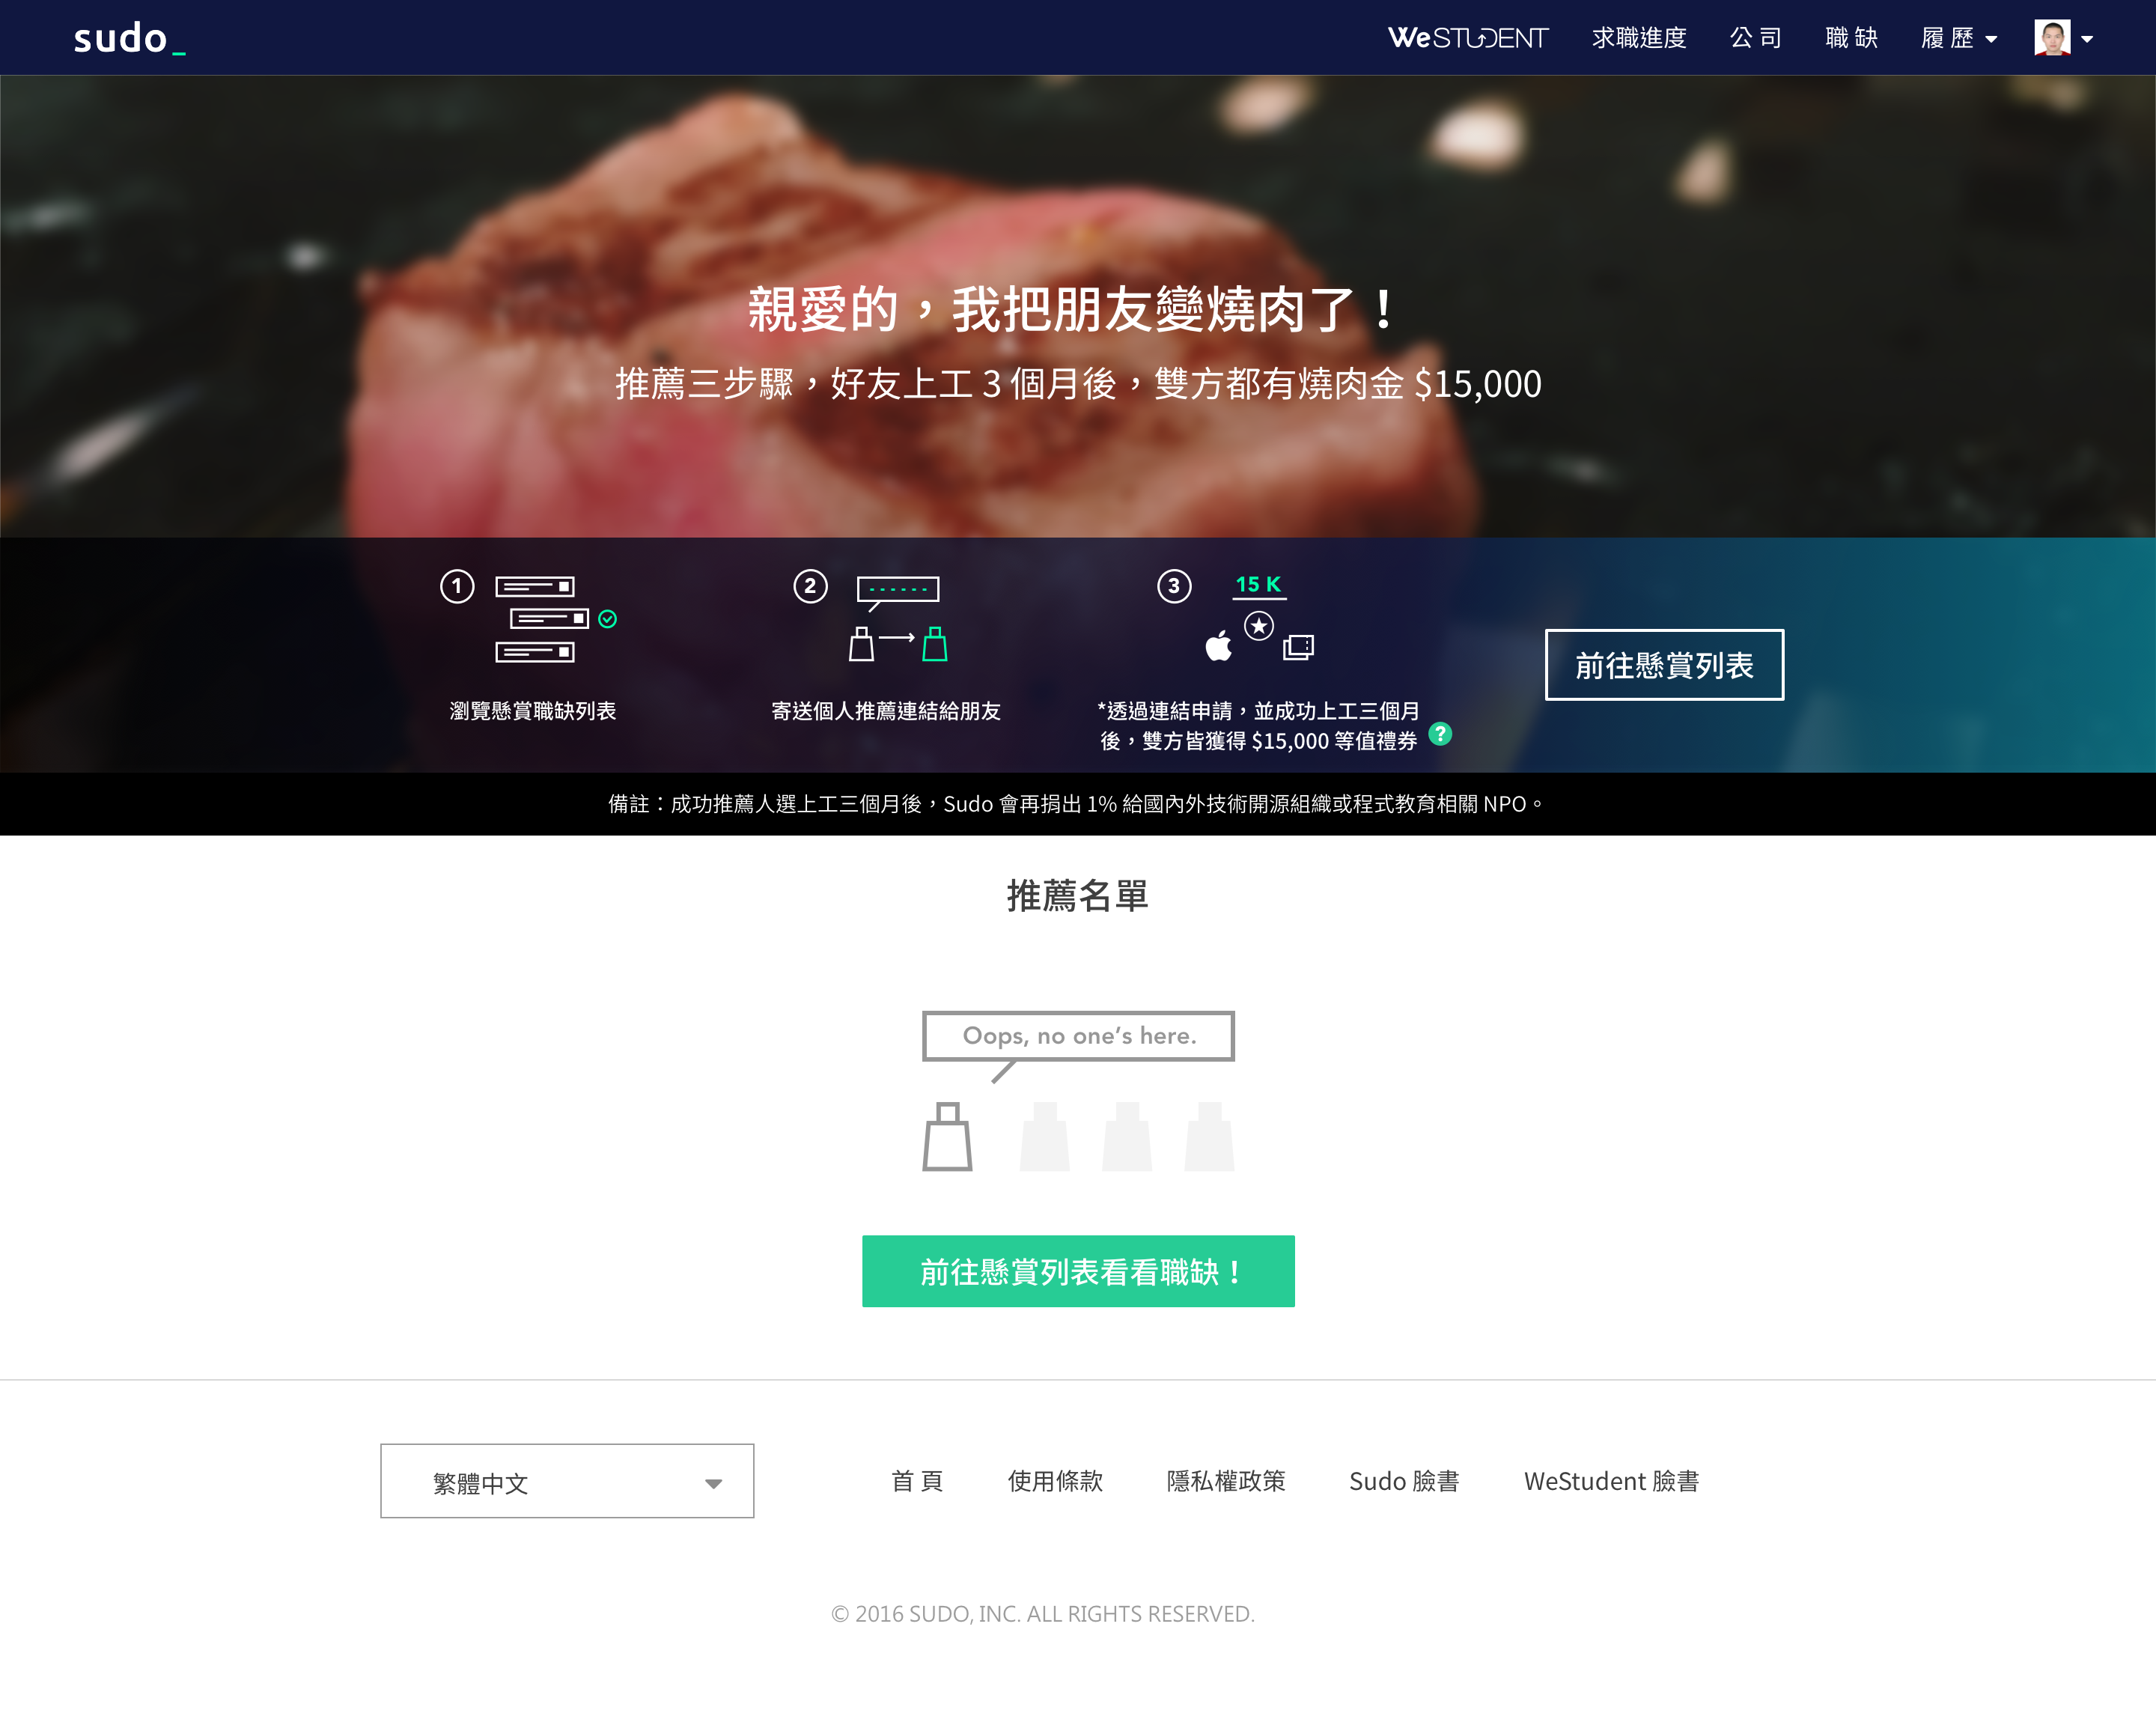 sudo_
WeSTUDENT 求職進度 公 司 職 缺 履 歷
親愛的，我把朋友變燒肉了！
推薦三步驟，好友上工 3 個月後，雙方都有燒肉金 $15,000
1
2
3
15 K
瀏覽懸賞職缺列表
寄送個人推薦連結給朋友
*透過連結申請，並成功上工三個月
後，雙方皆獲得 $15,000 等值禮券
?
前往懸賞列表
備註：成功推薦人選上工三個月後，Sudo 會再捐出 1% 給國內外技術開源組織或程式教育相關 NPO。
推薦名單
Oops, no one’s here.
前往懸賞列表看看職缺！
繁體中文
首 頁 使用條款 隱私權政策 Sudo 臉書 WeStudent 臉書
© 2016 SUDO, INC. ALL RIGHTS RESERVED.